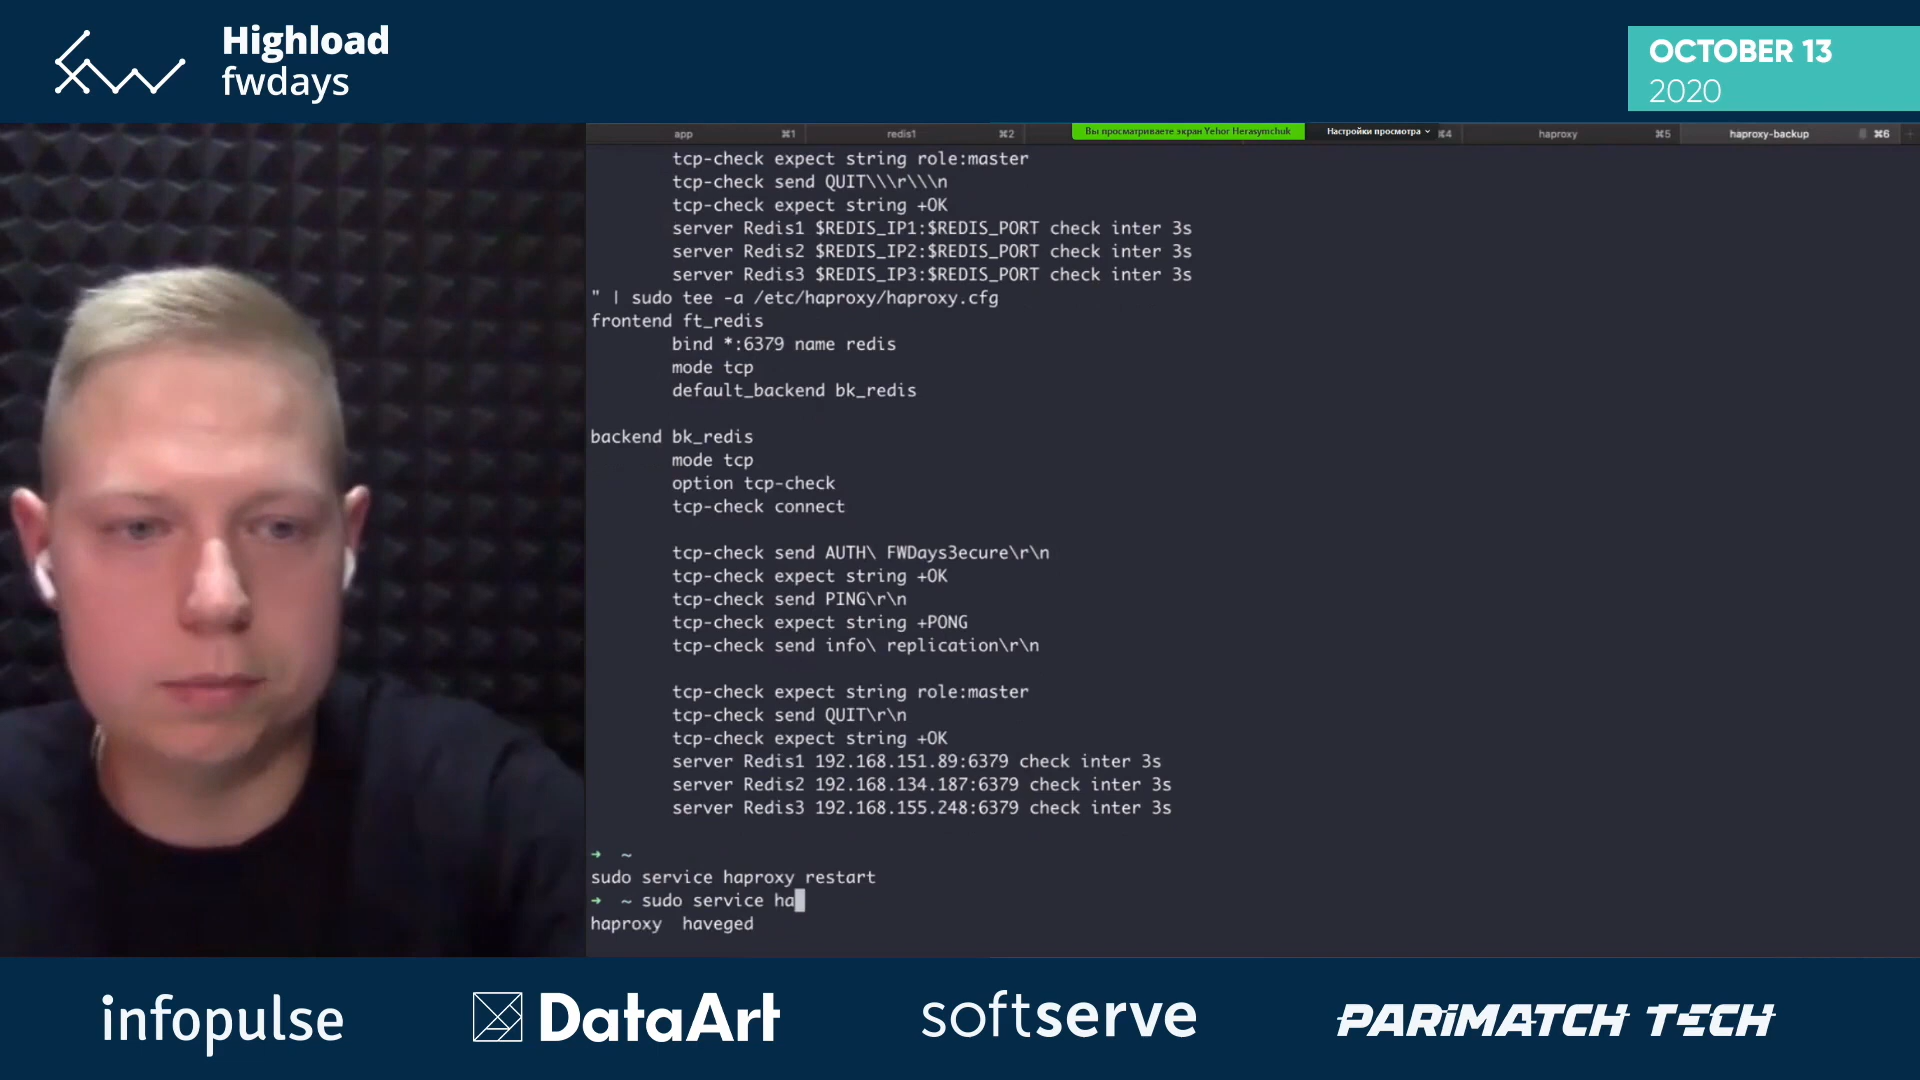 Highload
fwdays
OCTOBER 13
2020
app ⌘1 redis1 ⌘2 Вы просматриваете экран Yehor Herasymchuk Настройки просмотра ⌘4 haproxy ⌘5 haproxy-backup ⌘6
tcp-check expect string role:master
tcp-check send QUIT\\\r\\\n
tcp-check expect string +OK
server Redis1 $REDIS_IP1:$REDIS_PORT check inter 3s
server Redis2 $REDIS_IP2:$REDIS_PORT check inter 3s
server Redis3 $REDIS_IP3:$REDIS_PORT check inter 3s
" | sudo tee -a /etc/haproxy/haproxy.cfg
frontend ft_redis
bind *:6379 name redis
mode tcp
default_backend bk_redis
backend bk_redis
mode tcp
option tcp-check
tcp-check connect
tcp-check send AUTH\ FWDays3ecure\r\n
tcp-check expect string +OK
tcp-check send PING\r\n
tcp-check expect string +PONG
tcp-check send info\ replication\r\n
tcp-check expect string role:master
tcp-check send QUIT\r\n
tcp-check expect string +OK
server Redis1 192.168.151.89:6379 check inter 3s
server Redis2 192.168.134.187:6379 check inter 3s
server Redis3 192.168.155.248:6379 check inter 3s
→ ~
sudo service haproxy restart
→ ~ sudo service ha
haproxy haveged
infopulse DataArt softserve PARIMATCH TECH